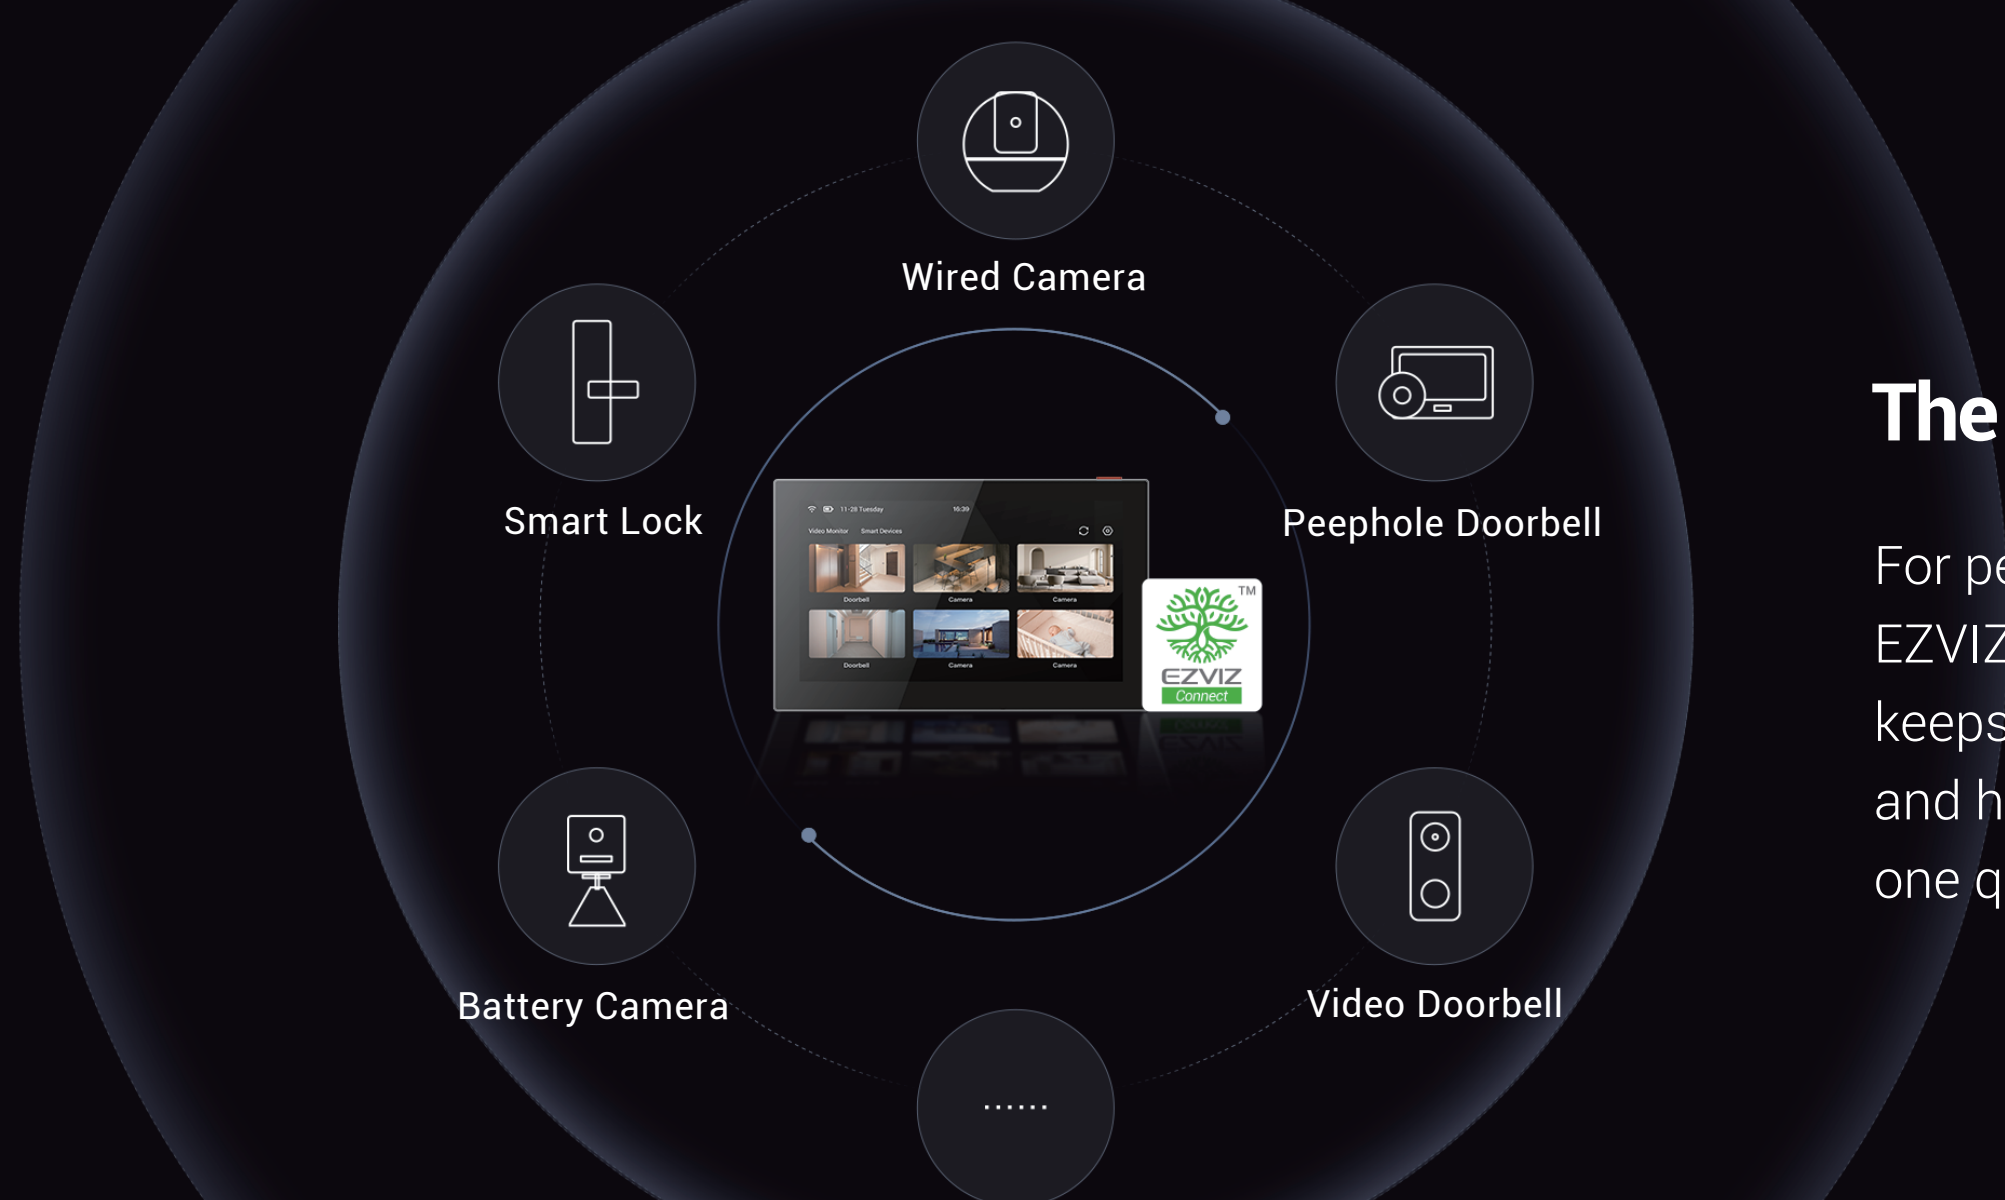 Wired Camera
Smart Lock
Peephole Doorbell
11-28 Tuesday
16:39
Video Monitor
Smart Devices
Doorbell
Camera
Camera
Doorbell
Camera
Camera
TM
EZVIZ
Connect
Battery Camera
Video Doorbell
......
The
For pe
EZVIZ
keeps
and h
one q